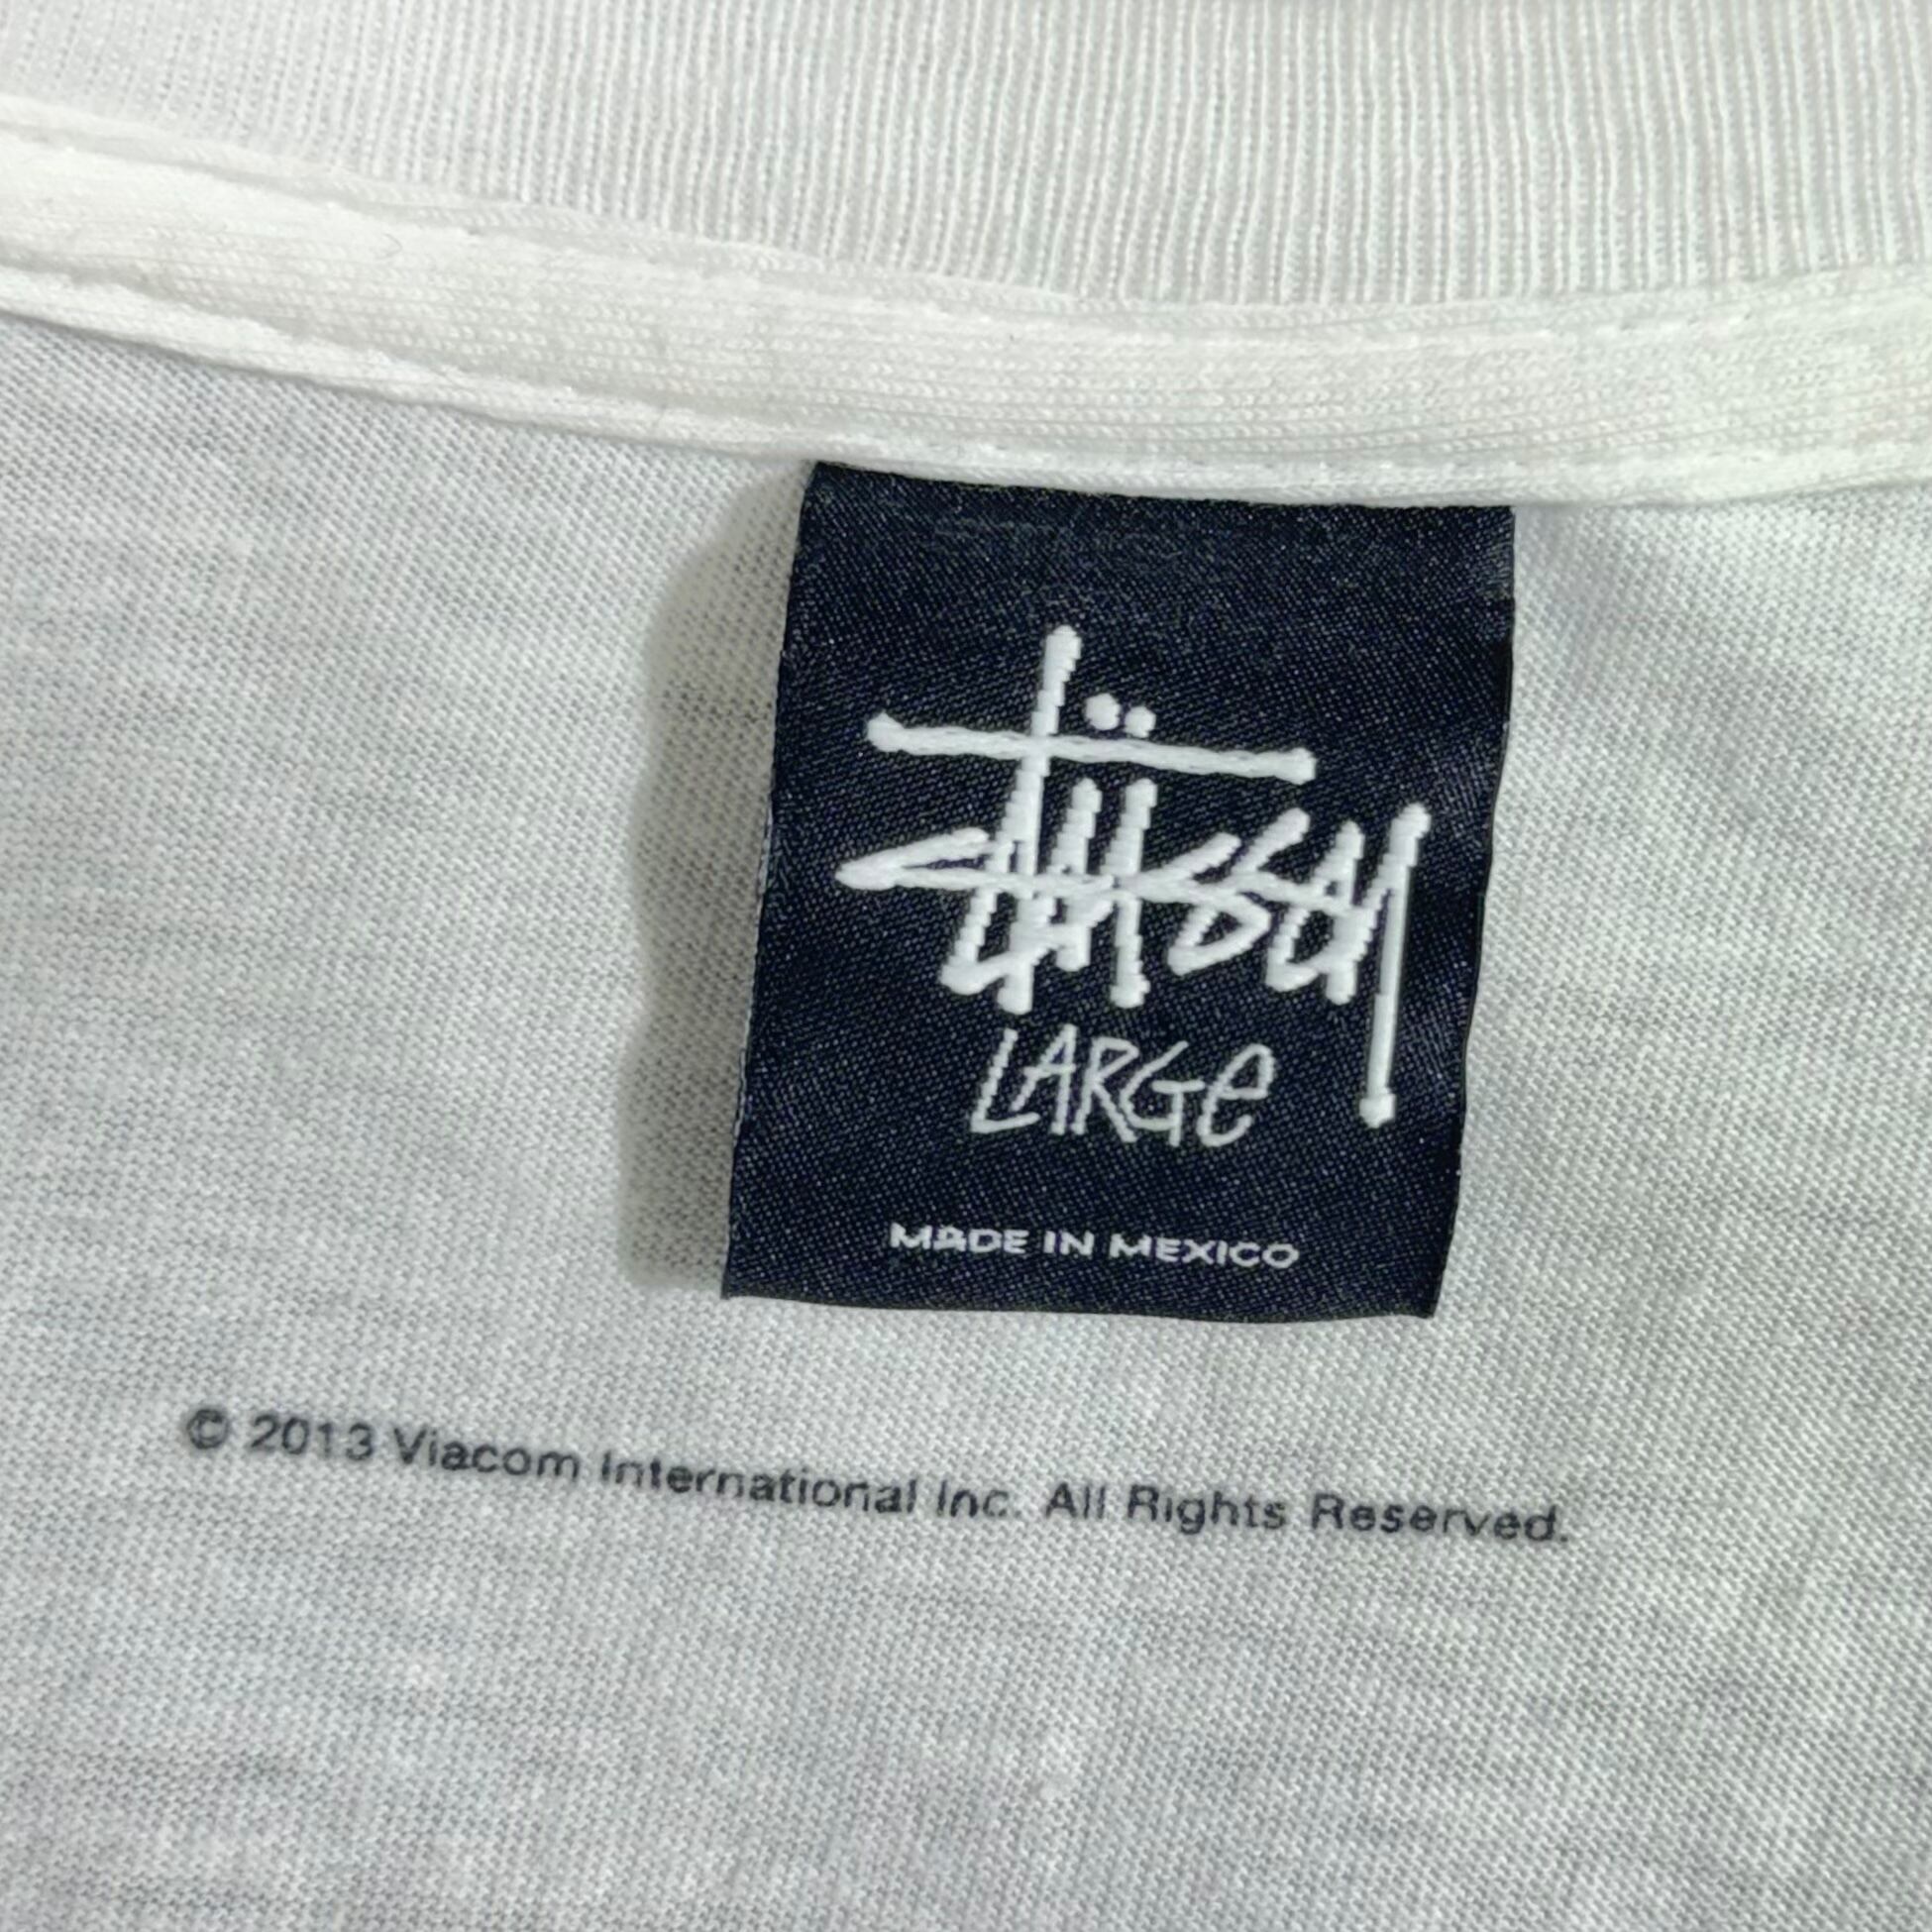 Stüssy
LARGe
MADE IN MEXICO
© 2013 Viacom International Inc. All Rights Reserved.